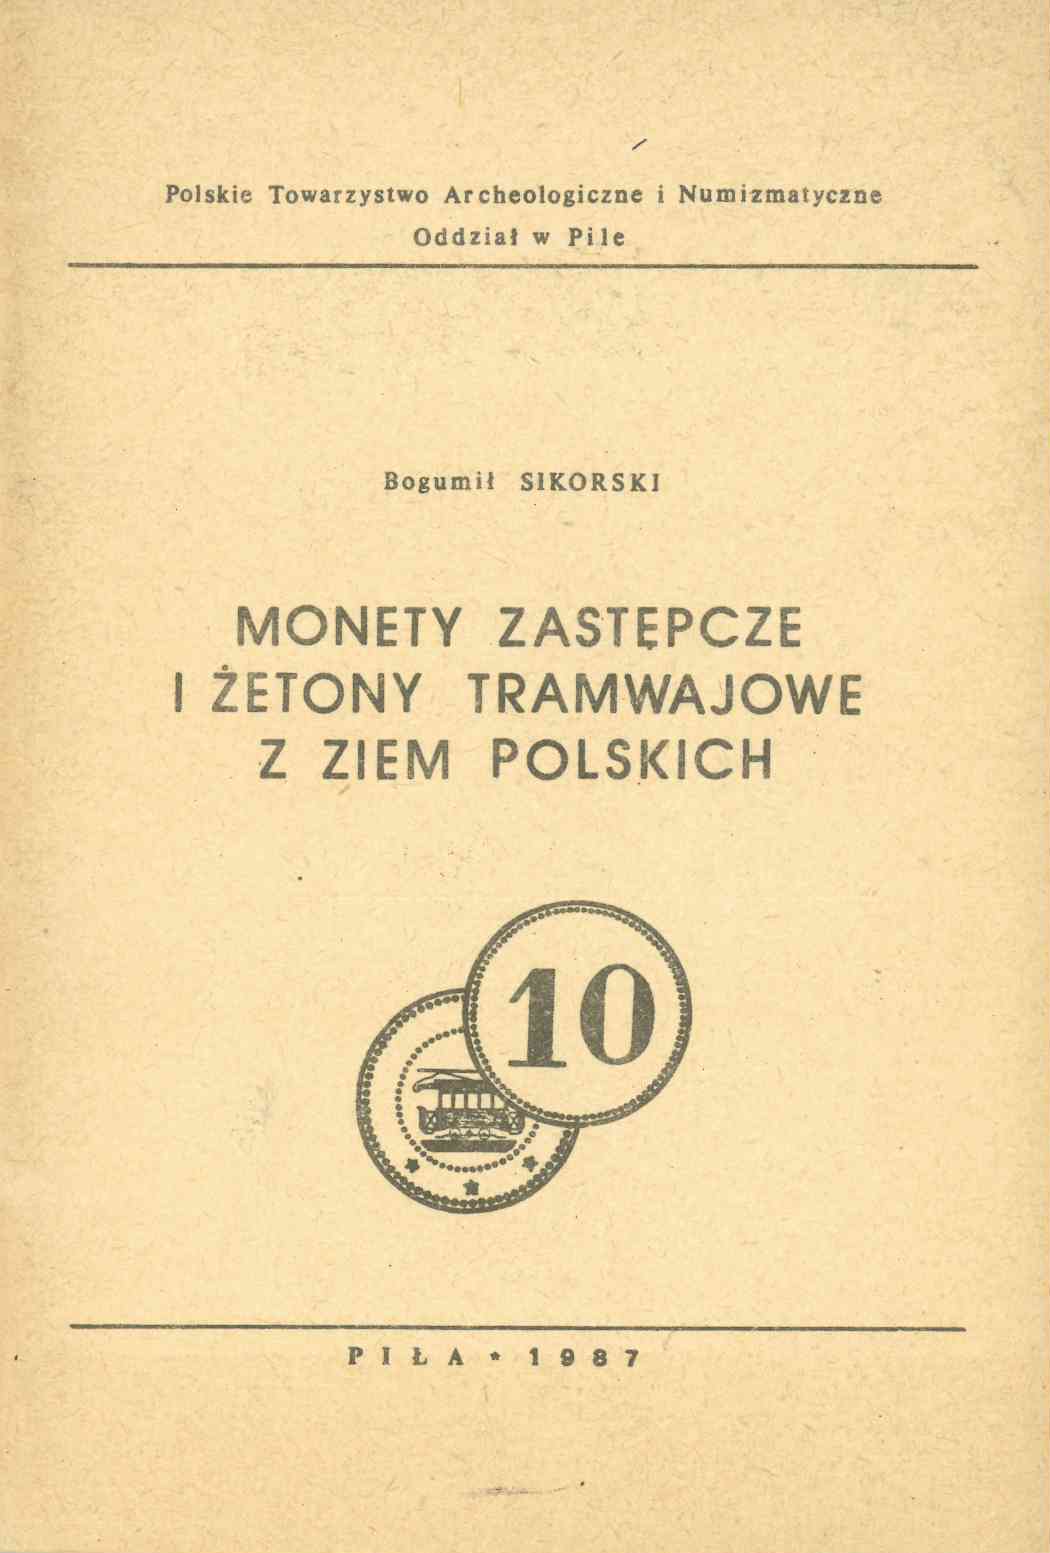 Polskie Towarzystwo Archeologiczne i Numizmatyczne
Oddział w Pile
Bogumił SIKORSKI
MONETY ZASTĘPCZE
I ŻETONY TRAMWAJOWE
Z ZIEM POLSKICH
10
PIŁA * 1987